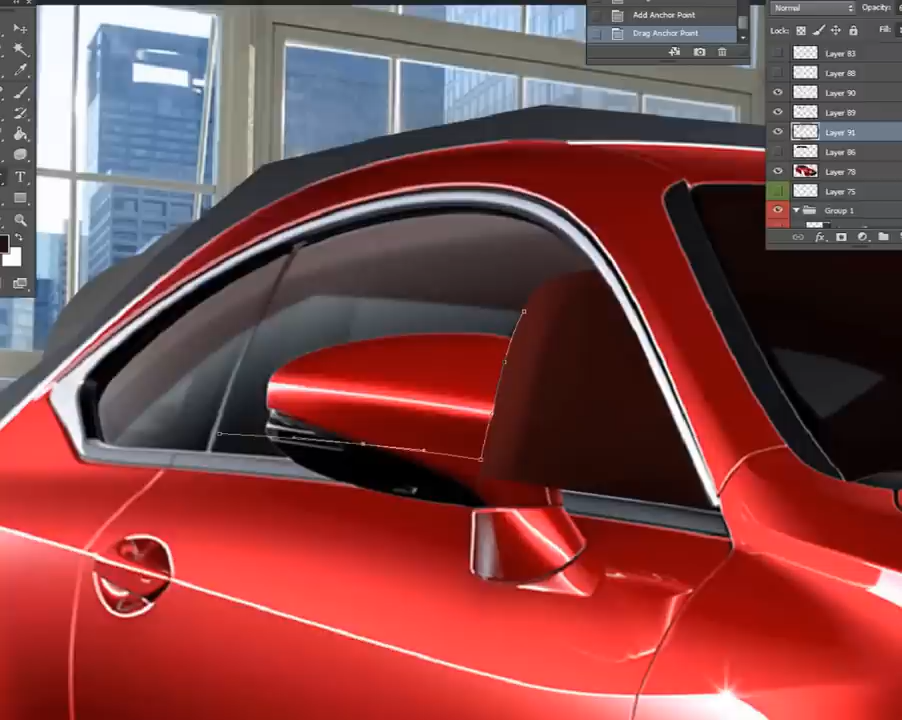 Add Anchor Point
Drag Anchor Point
Normal
Opacity:
Lock:
Fill:
Layer 83
Layer 88
Layer 90
Layer 89
Layer 91
Layer 86
Layer 78
Layer 75
Group 1
T
fx